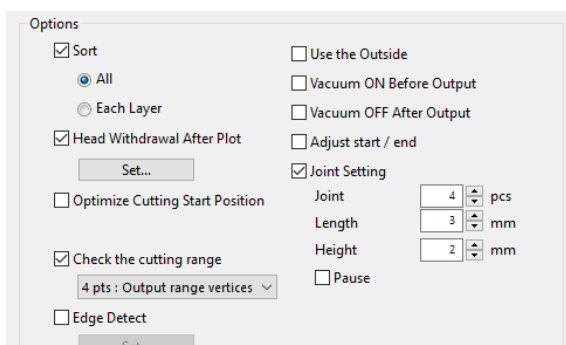 Options
Sort
All
Each Layer
Head Withdrawal After Plot
Set...
Optimize Cutting Start Position
Check the cutting range
4 pts : Output range vertices
Edge Detect
Set...
Use the Outside
Vacuum ON Before Output
Vacuum OFF After Output
Adjust start / end
Joint Setting
Joint 4 pcs
Length 3 mm
Height 2 mm
Pause